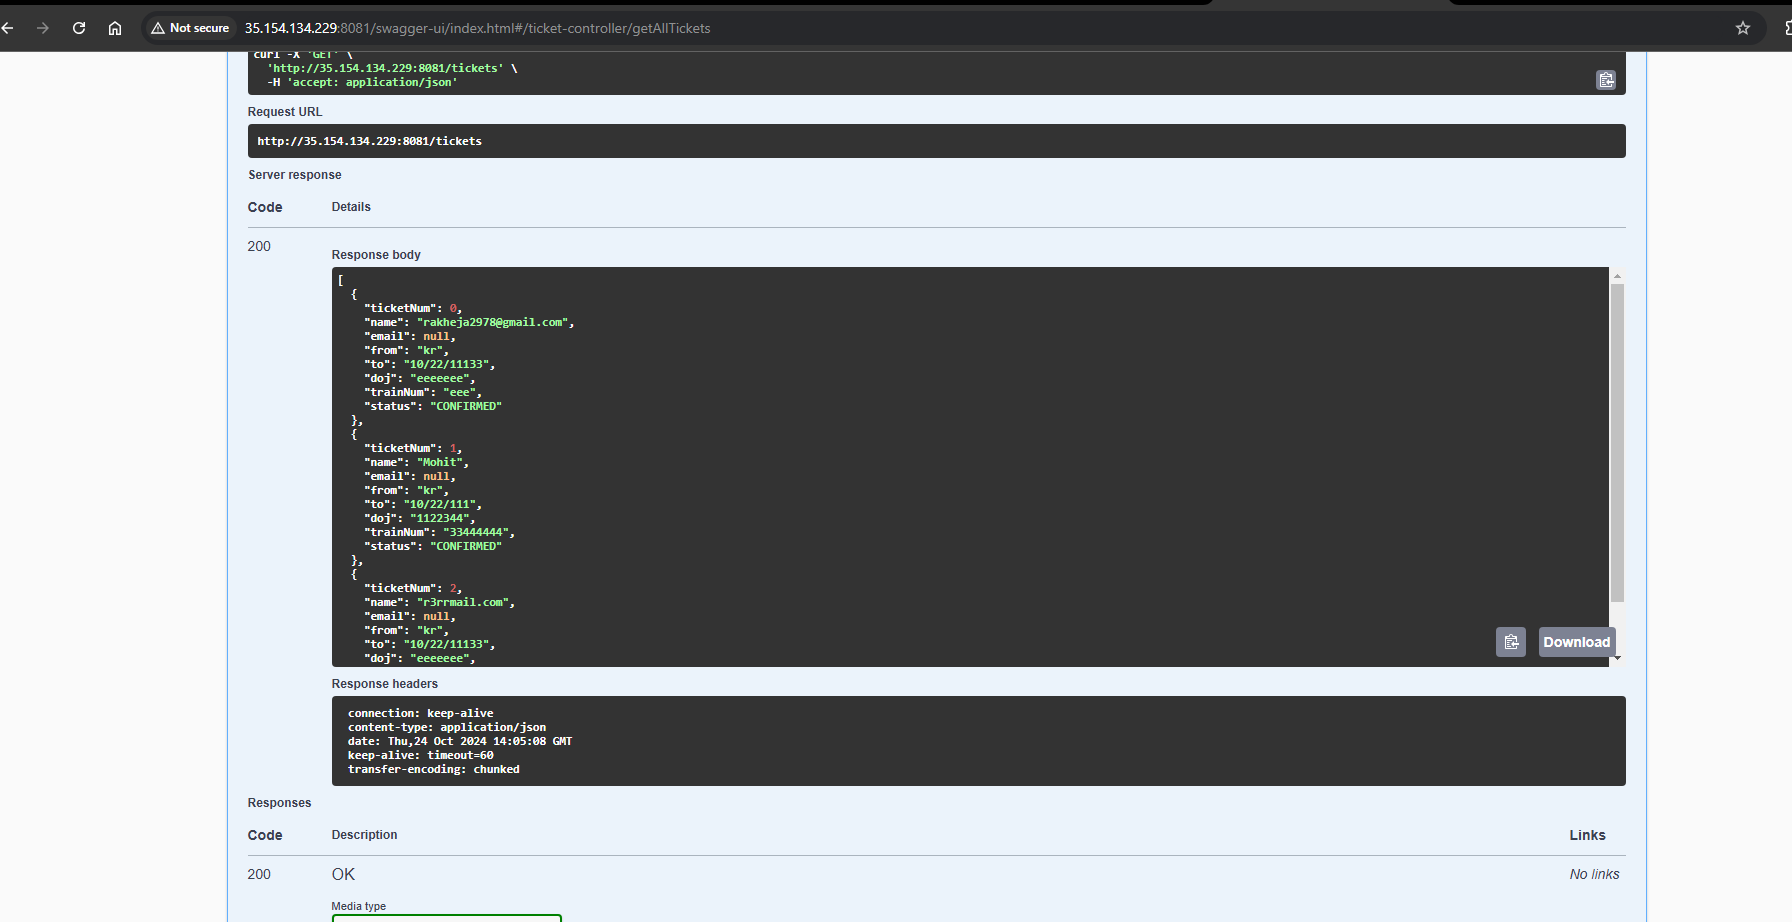 Not secure 35.154.134.229:8081/swagger-ui/index.html#/ticket-controller/getAllTickets
curl -X 'GET' \
'http://35.154.134.229:8081/tickets' \
-H 'accept: application/json'
Request URL
http://35.154.134.229:8081/tickets
Server response
Code Details
200
Response body
[
{
"ticketNum": 0,
"name": "rakheja2978@gmail.com",
"email": null,
"from": "kr",
"to": "10/22/11133",
"doj": "eeeeeee",
"trainNum": "eee",
"status": "CONFIRMED"
},
{
"ticketNum": 1,
"name": "Mohit",
"email": null,
"from": "kr",
"to": "10/22/111",
"doj": "1122344",
"trainNum": "33444444",
"status": "CONFIRMED"
},
{
"ticketNum": 2,
"name": "r3rrmail.com",
"email": null,
"from": "kr",
"to": "10/22/11133",
"doj": "eeeeeee",
Download
Response headers
connection: keep-alive
content-type: application/json
date: Thu,24 Oct 2024 14:05:08 GMT
keep-alive: timeout=60
transfer-encoding: chunked
Responses
Code Description Links
200 OK No links
Media type